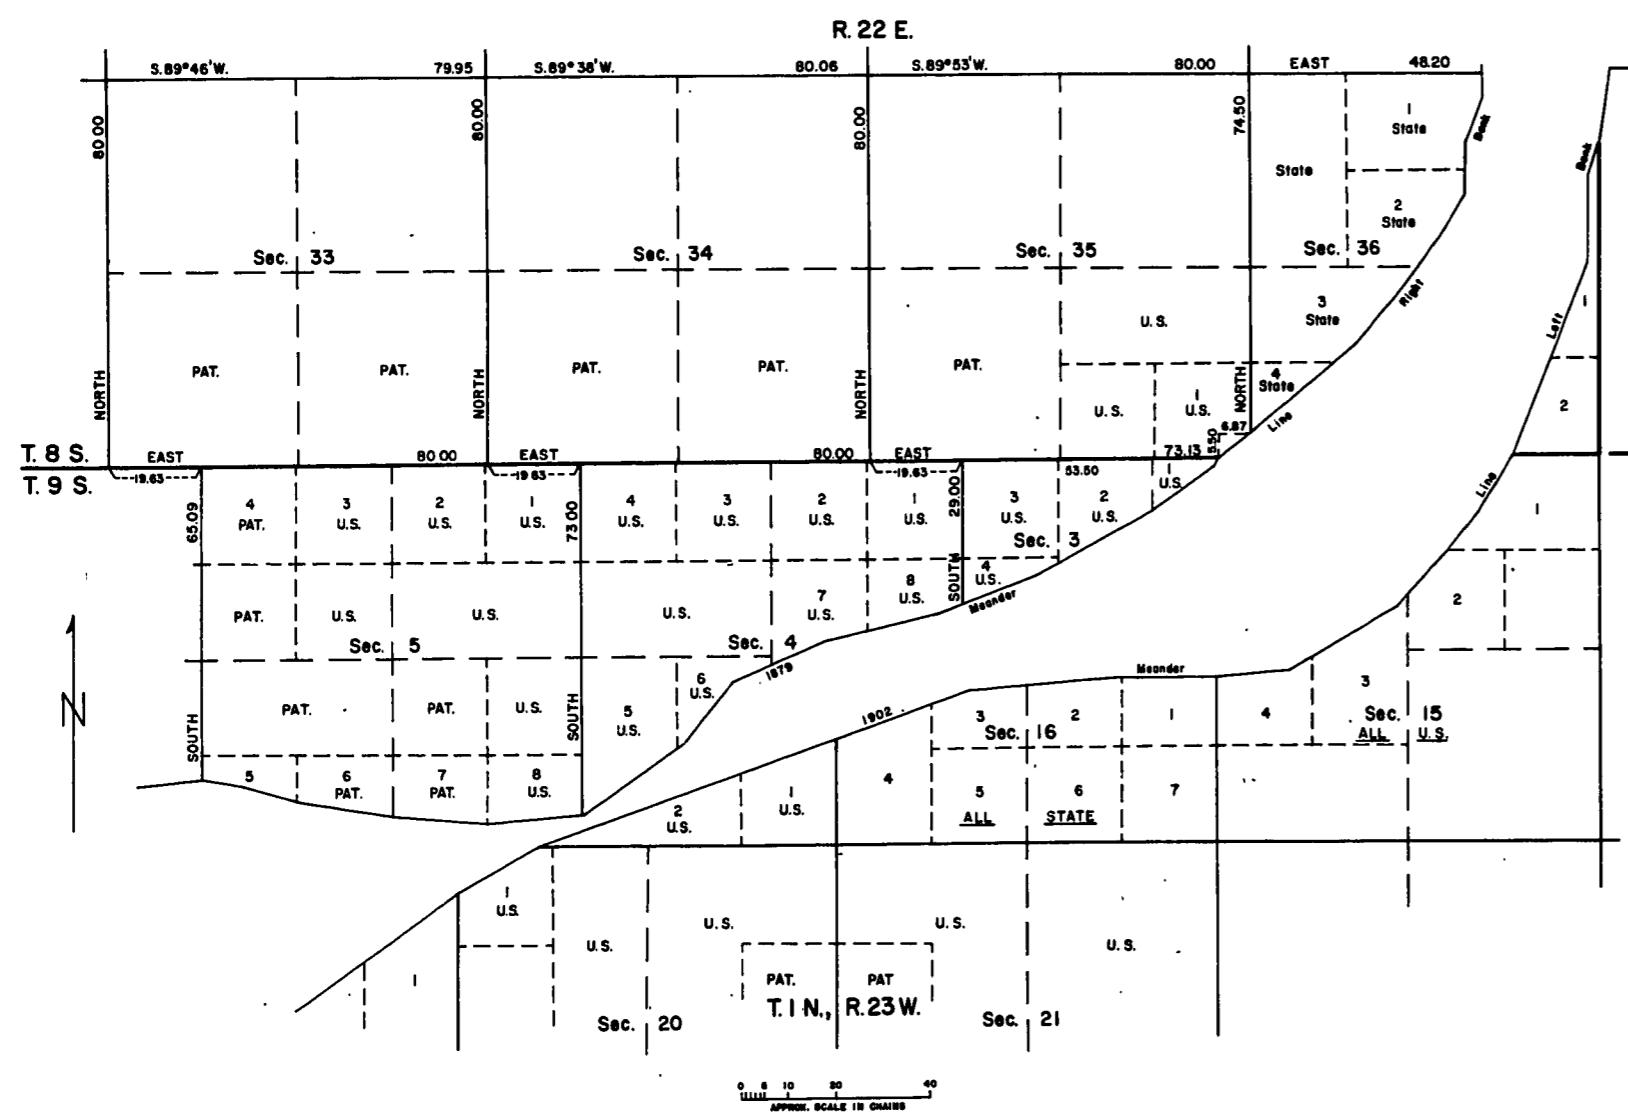 R. 22 E.
S.89°46'W. 79.95 S.89°38'W. 80.06 S.89°53'W. 80.00 EAST 48.20
80.00 80.00 80.00 74.50
1
State
Bank
Bank
State
2
State
Sec. 33 Sec. 34 Sec. 35 Sec. 36
Right
3
State
1
U.S.
Left
PAT. PAT. PAT. PAT. PAT.
4
State
2
NORTH NORTH NORTH NORTH
U.S.
1
U.S.
Line
6.87
5.50
T. 8 S. EAST 80.00 EAST 80.00 EAST 73.13
T. 9 S. 19.63 19.63 19.63 53.50
65.09 73.00 29.00
4 3 2 1 4 3 2 1 3 2 1
PAT. U.S. U.S. U.S. U.S. U.S. U.S. U.S. U.S. U.S. U.S.
Line
1
Sec. 3
4
U.S.
SOUTH
Meander
7
U.S.
8
U.S.
2
PAT. U.S. U.S. U.S.
Sec. 5 Sec. 4
1879
Meander
6
U.S.
3
N
PAT. PAT. U.S.
5
U.S.
SOUTH SOUTH
1902
3 2 1 4
Sec. 16 Sec. 15
ALL U.S.
5 6 7 8
PAT. PAT. U.S.
4 5 6 7
ALL STATE
2
U.S.
1
U.S.
1
U.S.
U.S. U.S. U.S. U.S.
1
PAT. PAT
T. 1 N., R. 23 W.
Sec. 20 Sec. 21
0 5 10 20 40
APPROX. SCALE IN CHAINS